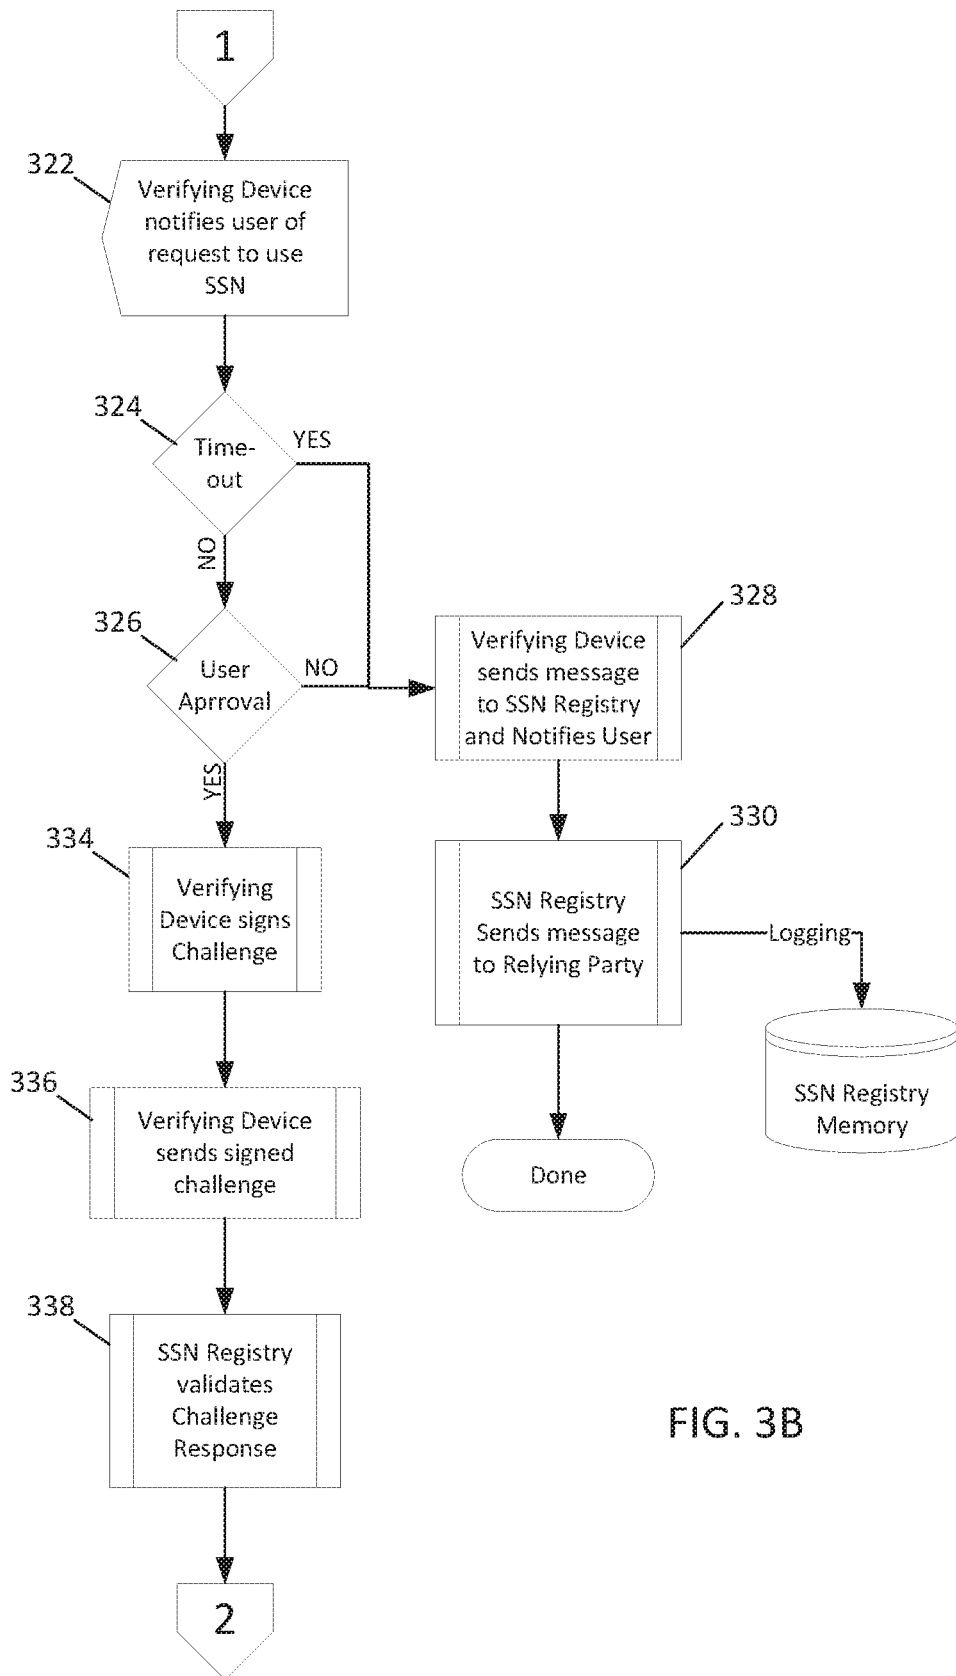 1
322
Verifying Device
notifies user of
request to use
SSN
324
Time-
out
YES
NO
326
User
Aprroval
NO
YES
328
Verifying Device
sends message
to SSN Registry
and Notifies User
330
SSN Registry
Sends message
to Relying Party
Logging
SSN Registry
Memory
Done
334
Verifying
Device signs
Challenge
336
Verifying Device
sends signed
challenge
338
SSN Registry
validates
Challenge
Response
2
FIG. 3B